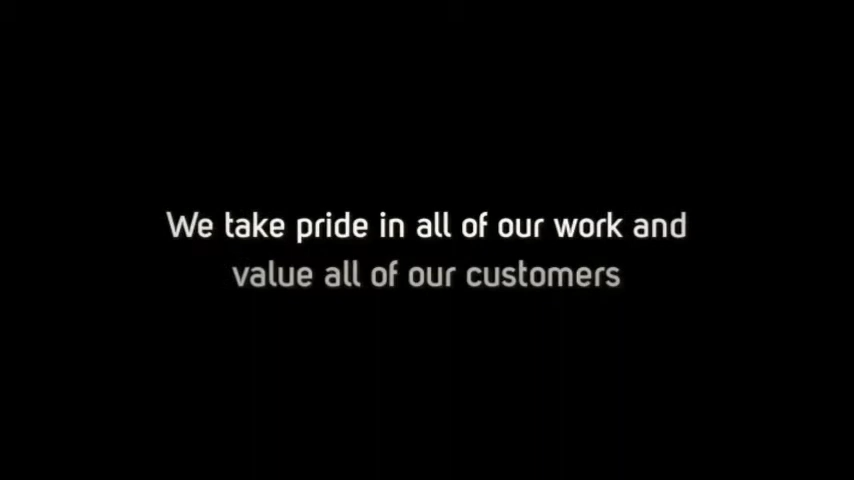 We take pride in all of our work and
value all of our customers